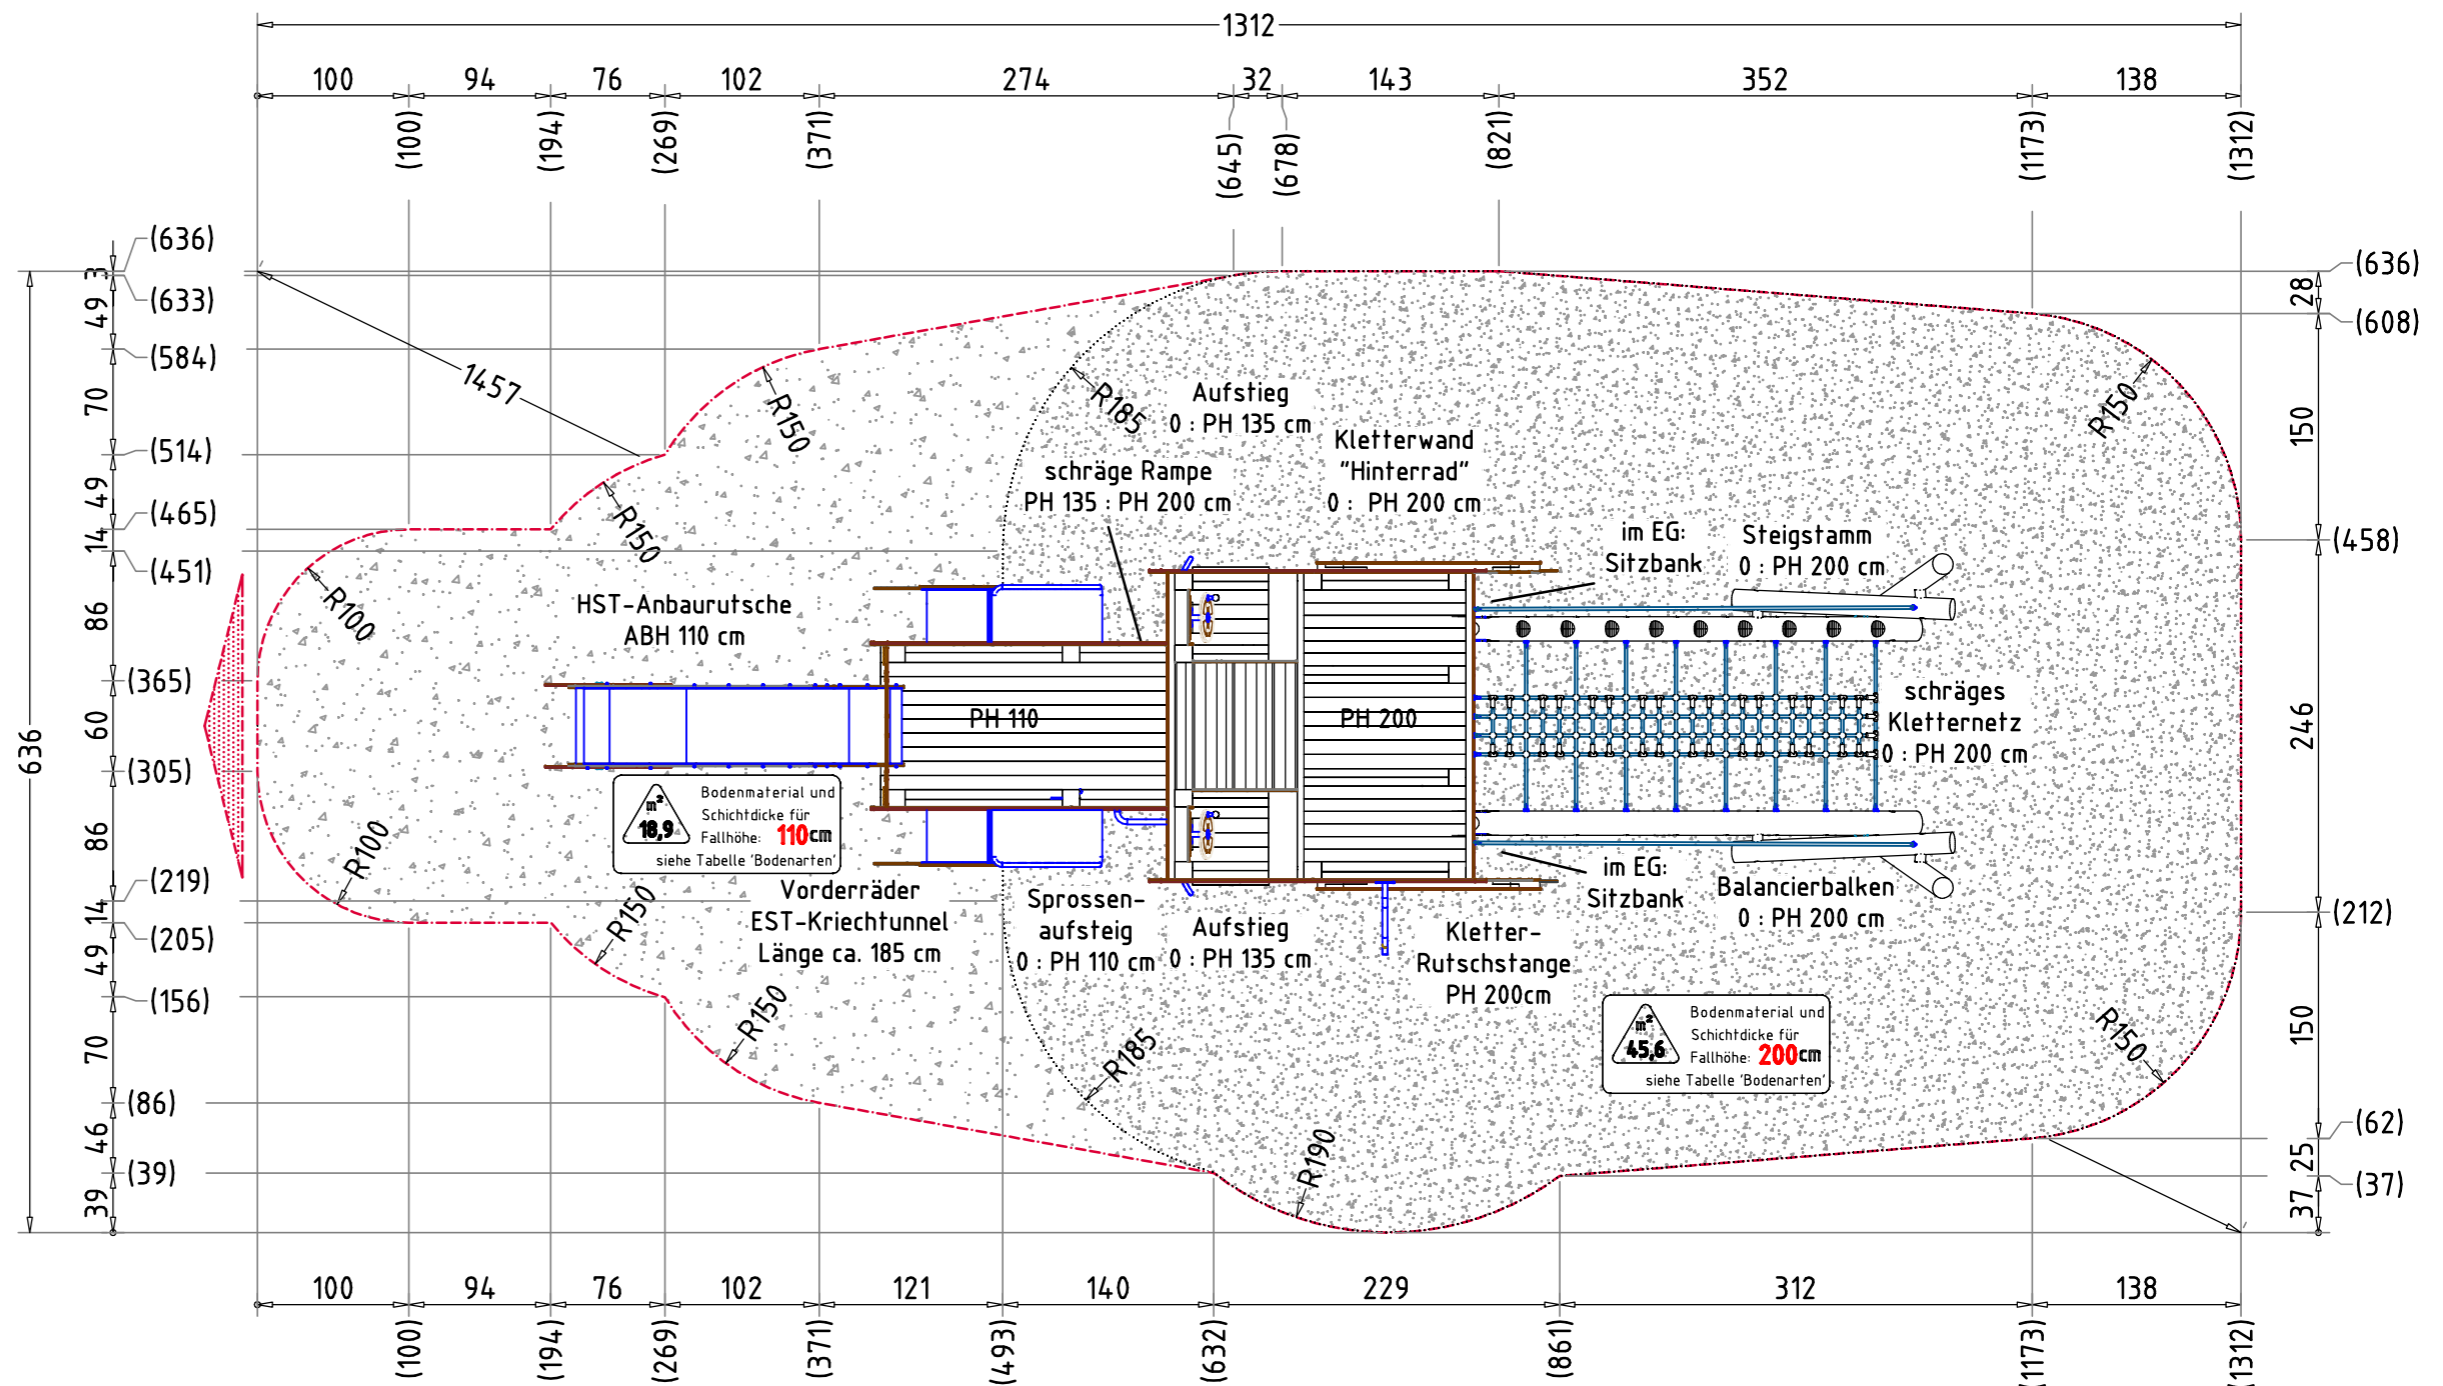 1312
100 94 76 102 274 32 143 352 138
(100) (194) (269) (371) (645) (678) (821) (1173) (1312)
(636)
3
(633)
49
(584)
70
(514)
49
(465)
14
(451)
86
(365)
60
(305)
86
(219)
14
(205)
49
(156)
70
(86)
46
(39)
39
636
1457
R150
R150
R100
R185
R150
Aufstieg
0 : PH 135 cm
Kletterwand
"Hinterrad"
0 : PH 200 cm
schräge Rampe
PH 135 : PH 200 cm
im EG:
Sitzbank
Steigstamm
0 : PH 200 cm
HST-Anbaurutsche
ABH 110 cm
PH 110
PH 200
schräges
Kletternetz
0 : PH 200 cm
m²
18,9
Bodenmaterial und
Schichtdicke für
Fallhöhe: 110cm
siehe Tabelle 'Bodenarten'
R100
R150
R150
Vorderräder
EST-Kriechtunnel
Länge ca. 185 cm
Sprossen-
aufsteig
0 : PH 110 cm
Aufstieg
0 : PH 135 cm
Kletter-
Rutschstange
PH 200cm
im EG:
Sitzbank
Balancierbalken
0 : PH 200 cm
m²
45,6
Bodenmaterial und
Schichtdicke für
Fallhöhe: 200cm
siehe Tabelle 'Bodenarten'
R185
R190
R150
(636)
28
(608)
150
(458)
246
(212)
150
(62)
25
(37)
37
100 94 76 102 121 140 229 312 138
(100) (194) (269) (371) (493) (632) (861) (1173) (1312)